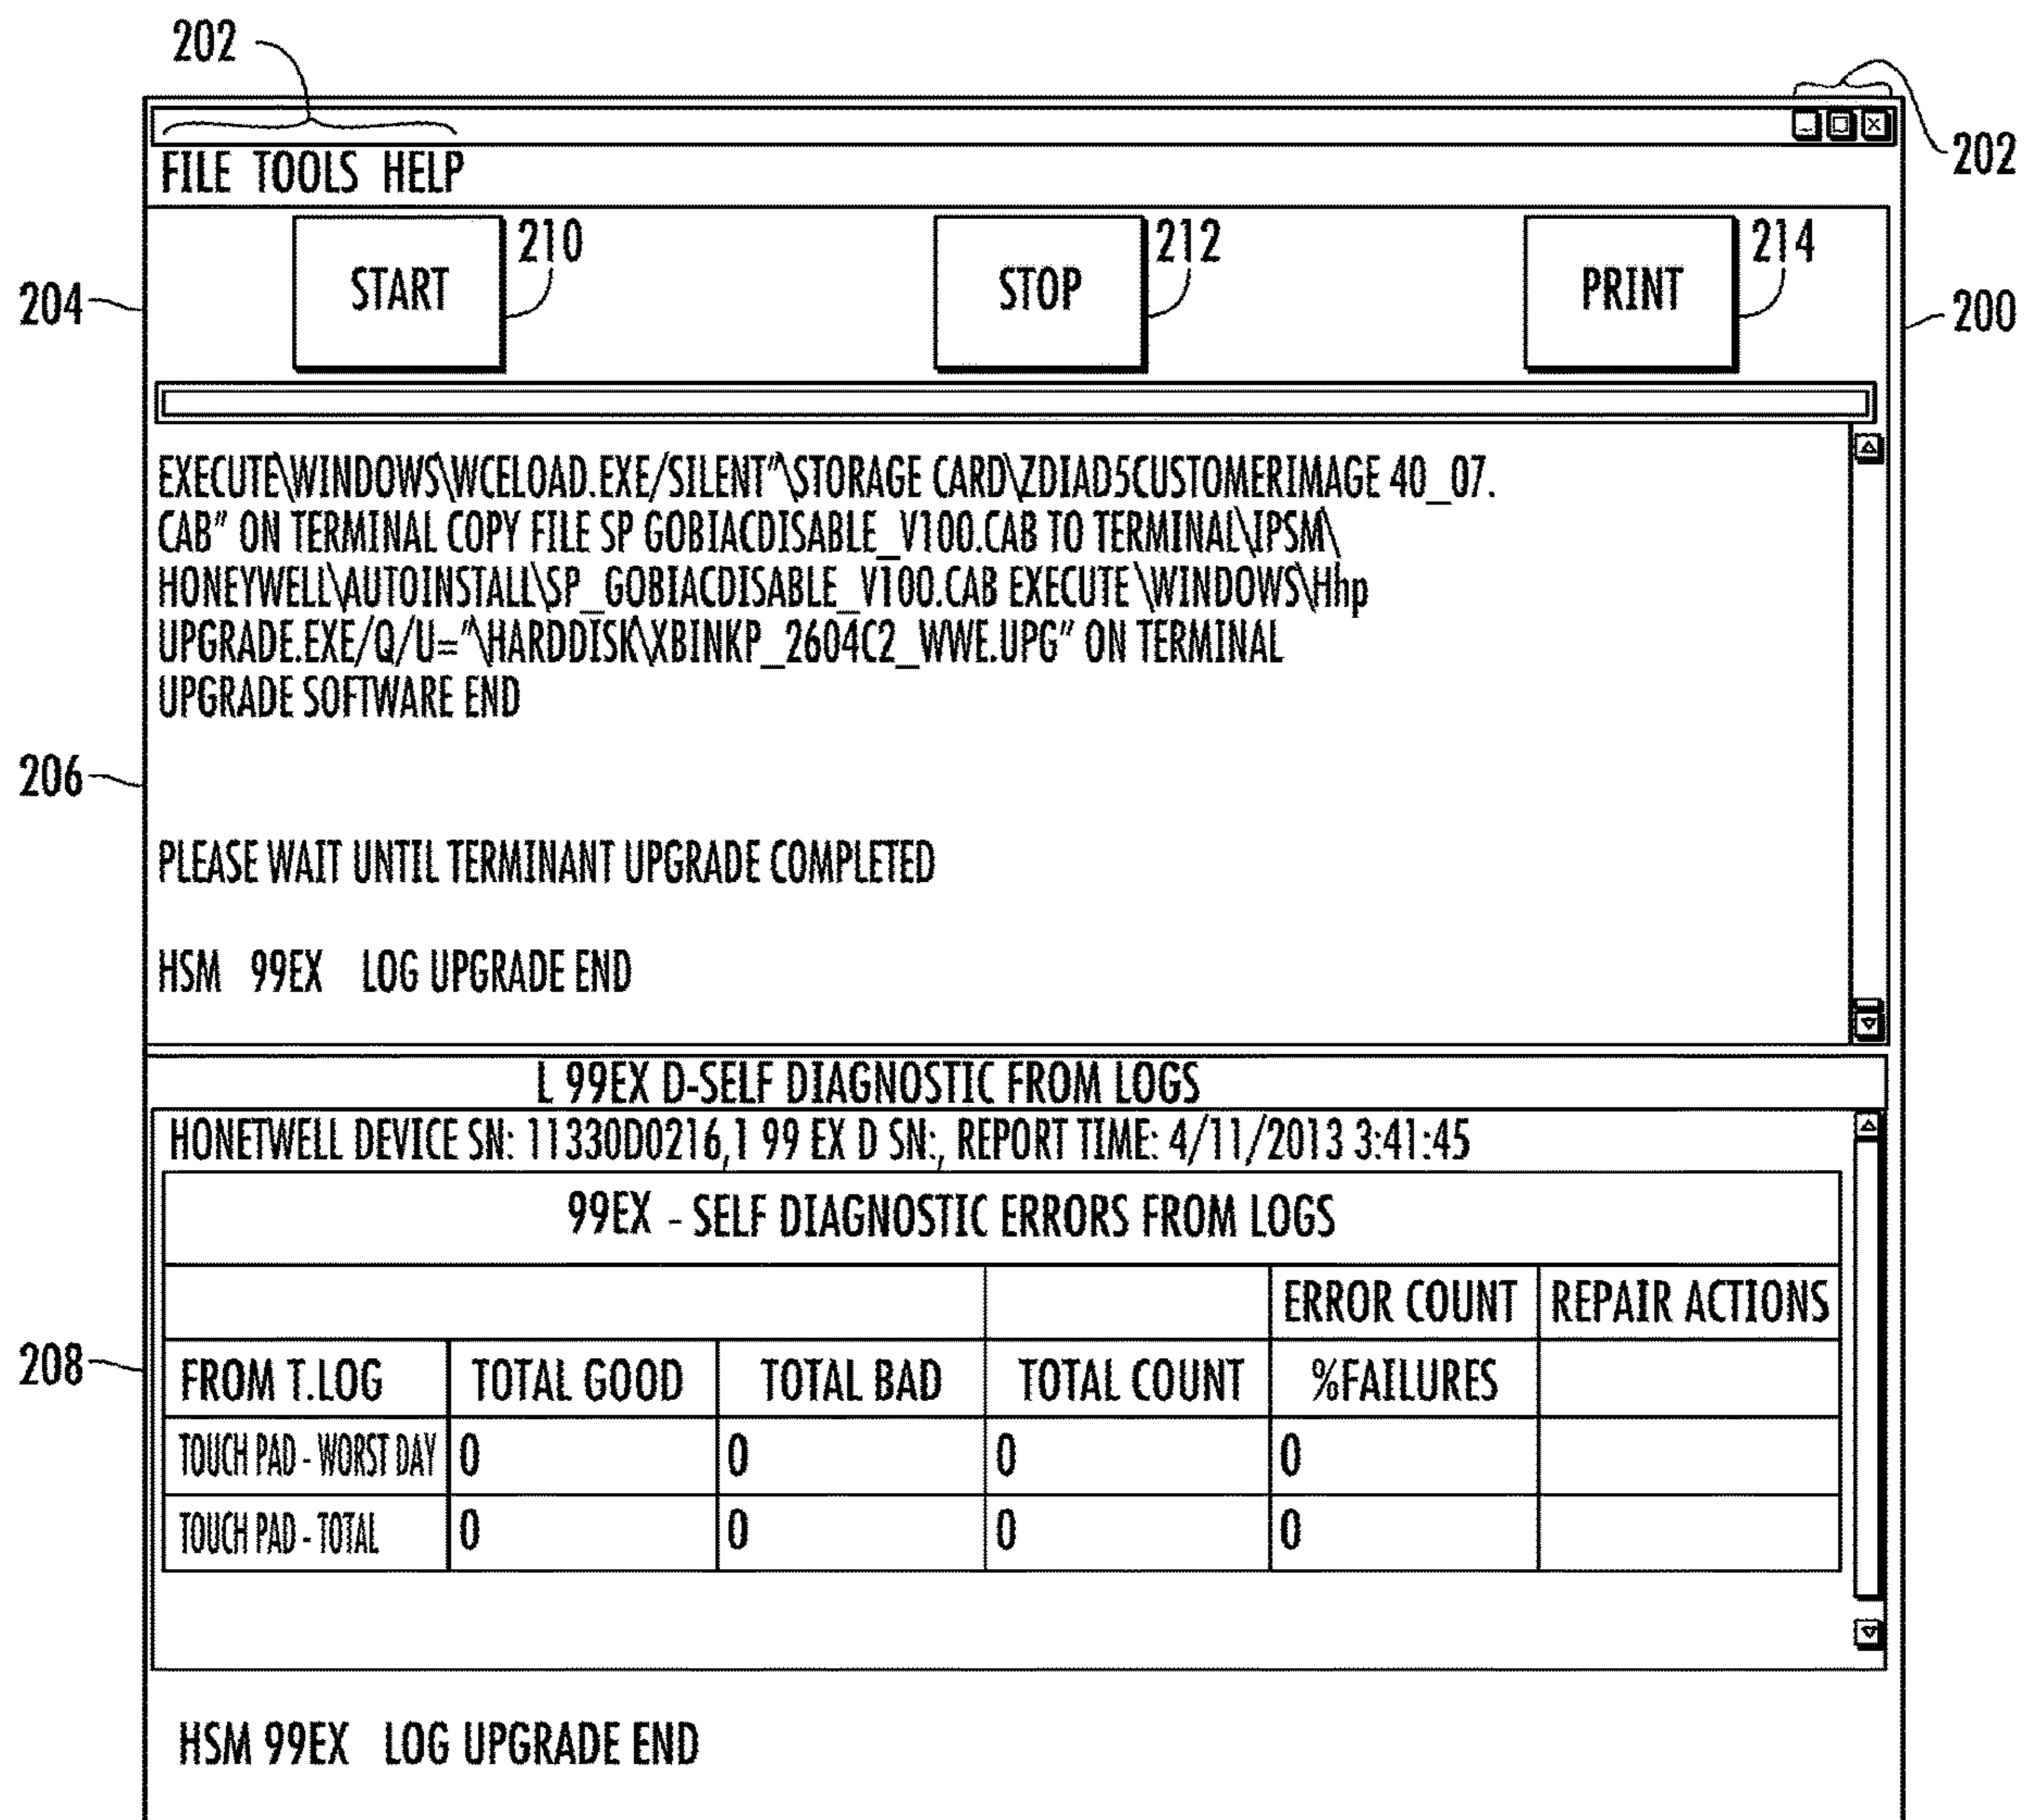 202
202
FILE TOOLS HELP
START 210 STOP 212 PRINT 214
204
200
EXECUTE\WINDOWS\WCELOAD.EXE/SILENT"\STORAGE CARD\ZDIAD5CUSTOMERIMAGE 40_07.
CAB" ON TERMINAL COPY FILE SP GOBIACDISABLE_V100.CAB TO TERMINAL\IPSM\
HONEYWELL\AUTOINSTALL\SP_GOBIACDISABLE_V100.CAB EXECUTE \WINDOWS\Hhp
UPGRADE.EXE/Q/U="\HARDDISK\XBINKP_2604C2_WWE.UPG" ON TERMINAL
UPGRADE SOFTWARE END
206
PLEASE WAIT UNTIL TERMINANT UPGRADE COMPLETED
HSM 99EX LOG UPGRADE END
L 99EX D-SELF DIAGNOSTIC FROM LOGS
HONETWELL DEVICE SN: 11330D0216,1 99 EX D SN:, REPORT TIME: 4/11/2013 3:41:45
99EX - SELF DIAGNOSTIC ERRORS FROM LOGS
ERROR COUNT REPAIR ACTIONS
208
FROM T.LOG TOTAL GOOD TOTAL BAD TOTAL COUNT %FAILURES
TOUCH PAD - WORST DAY 0 0 0 0
TOUCH PAD - TOTAL 0 0 0 0
HSM 99EX LOG UPGRADE END